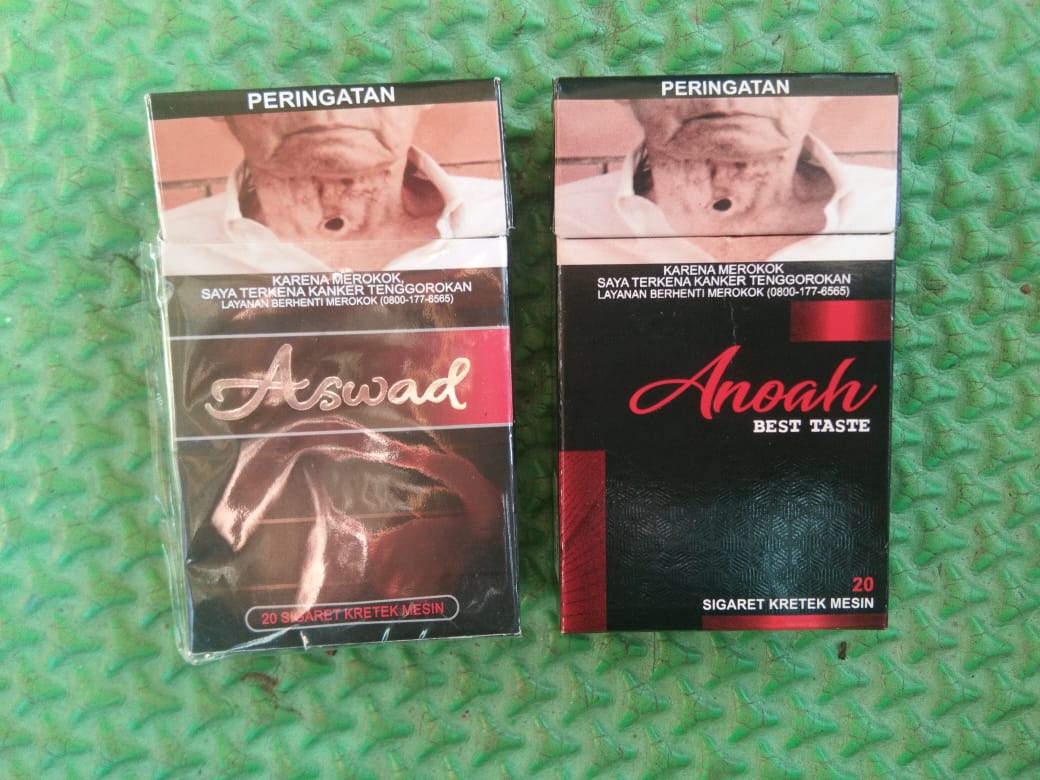 PERINGATAN
KARENA MEROKOK,
SAYA TERKENA KANKER TENGGOROKAN
LAYANAN BERHENTI MEROKOK (0800-177-6565)
Aswad
20 SIGARET KRETEK MESIN
PERINGATAN
KARENA MEROKOK
SAYA TERKENA KANKER TENGGOROKAN
LAYANAN BERHENTI MEROKOK (0800-177-6565)
Anoah
BEST TASTE
20
SIGARET KRETEK MESIN